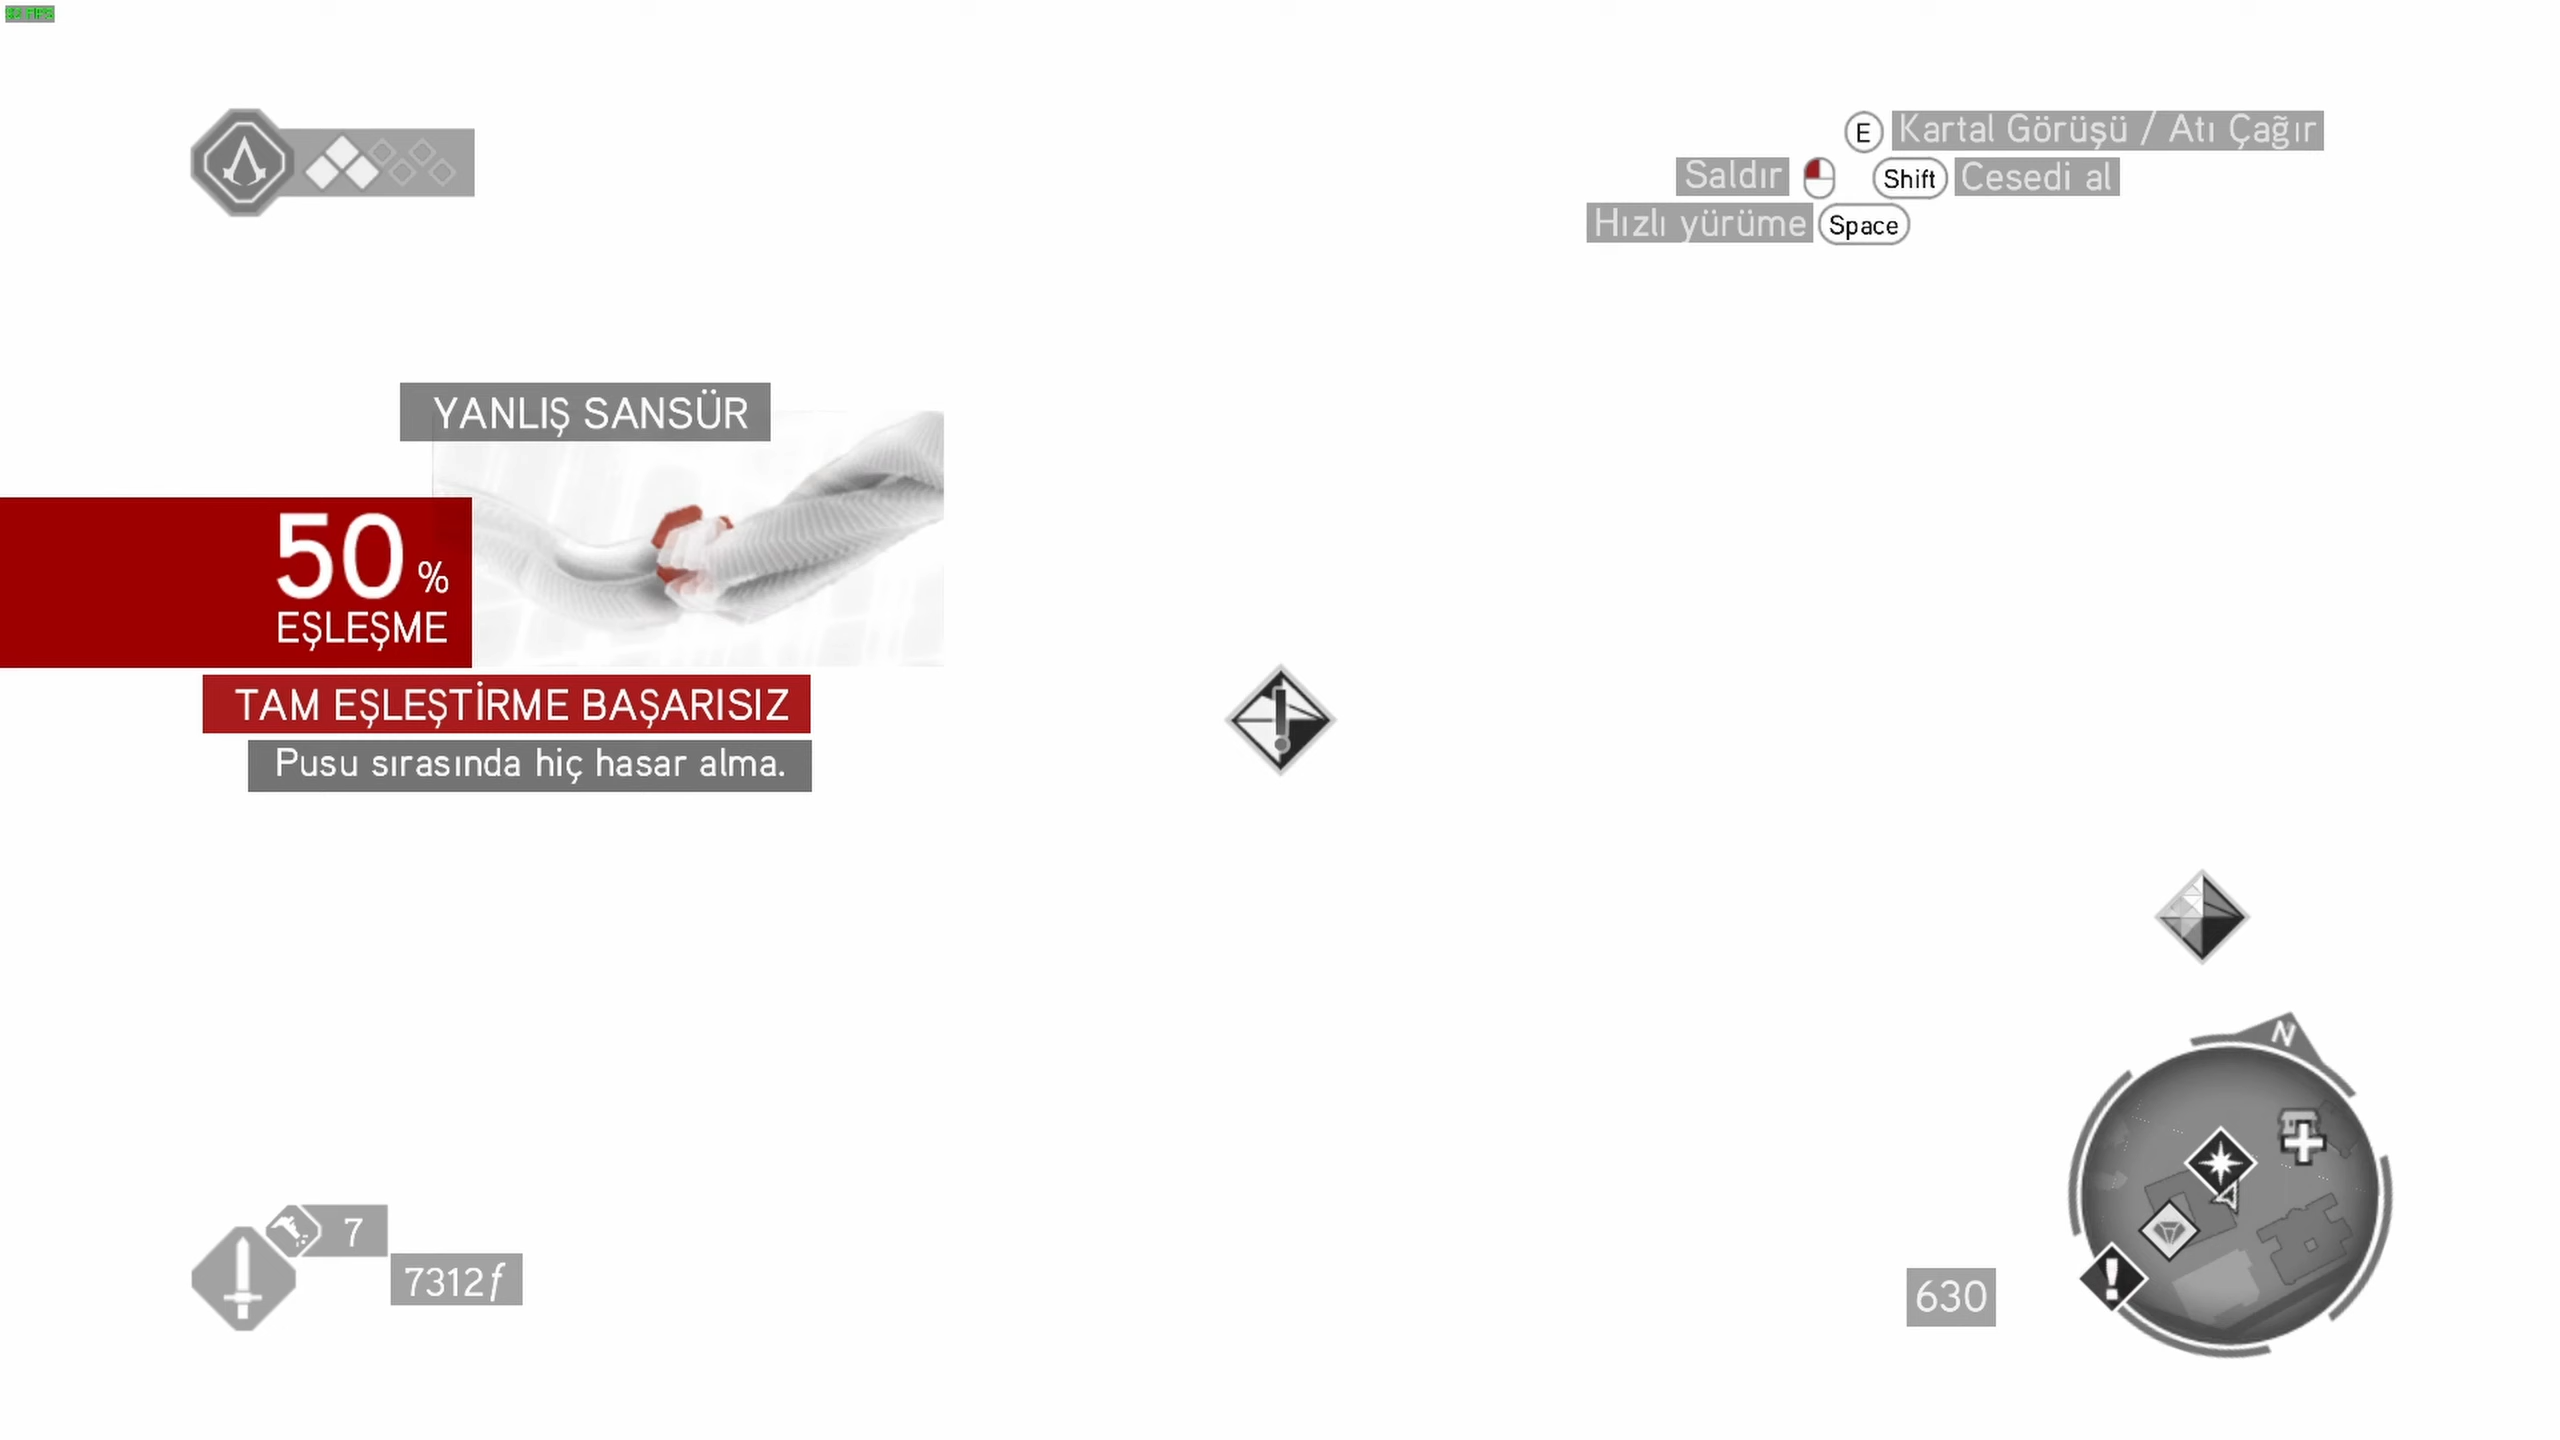 E Kartal Görüşü / Atı Çağır
Saldır Shift Cesedi al
Hızlı yürüme Space
YANLIŞ SANSÜR
50 %
EŞLEŞME
TAM EŞLEŞTİRME BAŞARISIZ
Pusu sırasında hiç hasar alma.
N
7
7312ƒ
630